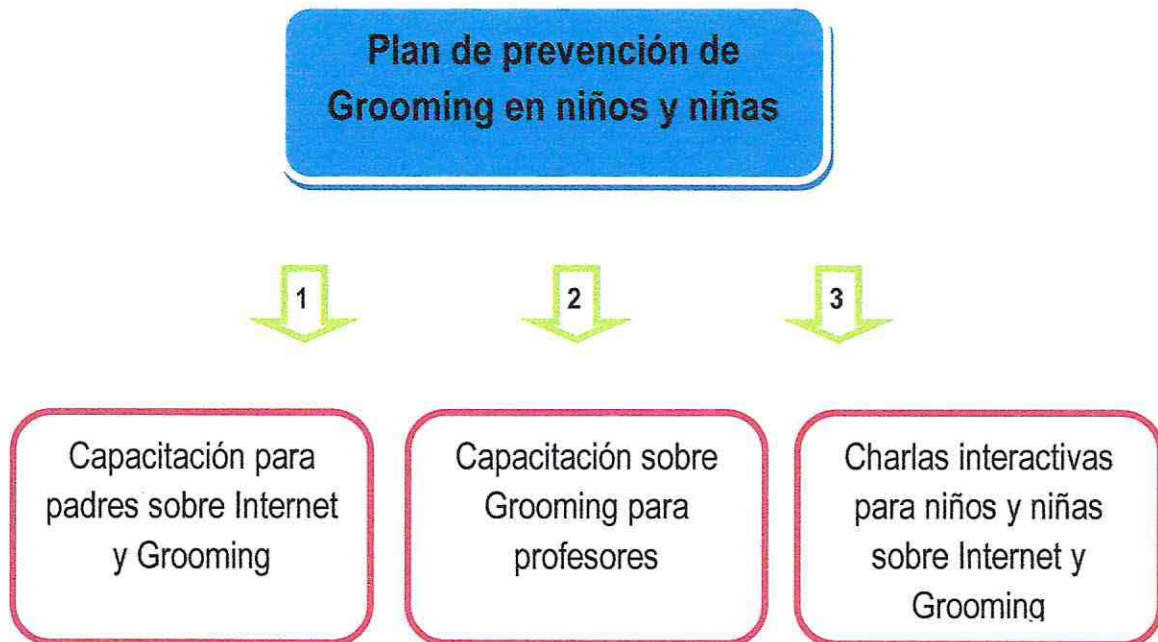 Plan de prevención de
Grooming en niños y niñas
1
2
3
Capacitación para
padres sobre Internet
y Grooming
Capacitación sobre
Grooming para
profesores
Charlas interactivas
para niños y niñas
sobre Internet y
Grooming